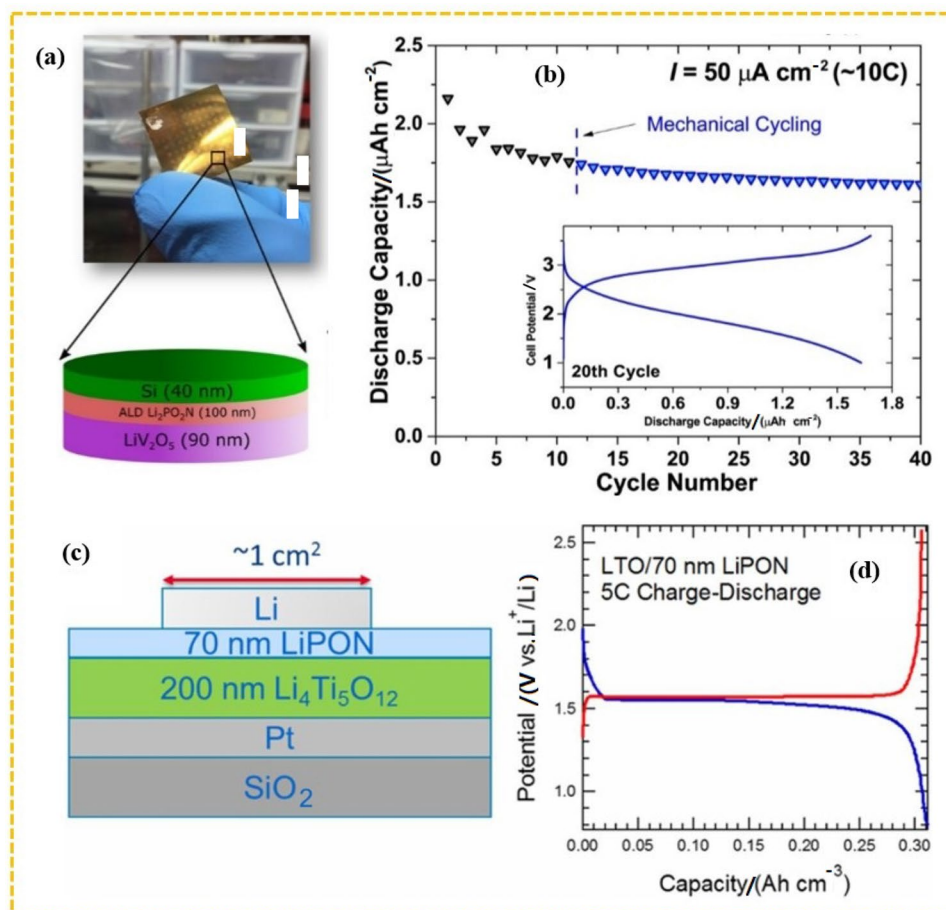 (a)
Si (40 nm)
ALD Li₂PO₂N (100 nm)
LiV₂O₅ (90 nm)
(b)
I = 50 μA cm⁻² (~10C)
Mechanical Cycling
Discharge Capacity/(μAh cm⁻²)
2.5
2.0
1.5
1.0
0.5
0.0
0 5 10 15 20 25 30 35 40
Cycle Number
Cell Potential/V
3
2
1
20th Cycle
0.0 0.3 0.6 0.9 1.2 1.5 1.8
Discharge Capacity/(μAh cm⁻²)
(c)
~1 cm²
Li
70 nm LiPON
200 nm Li₄Ti₅O₁₂
Pt
SiO₂
(d)
LTO/70 nm LiPON
5C Charge-Discharge
Potential /(V vs.Li⁺/Li)
2.5
2.0
1.5
1.0
0.00 0.05 0.10 0.15 0.20 0.25 0.30
Capacity/(Ah cm⁻³)